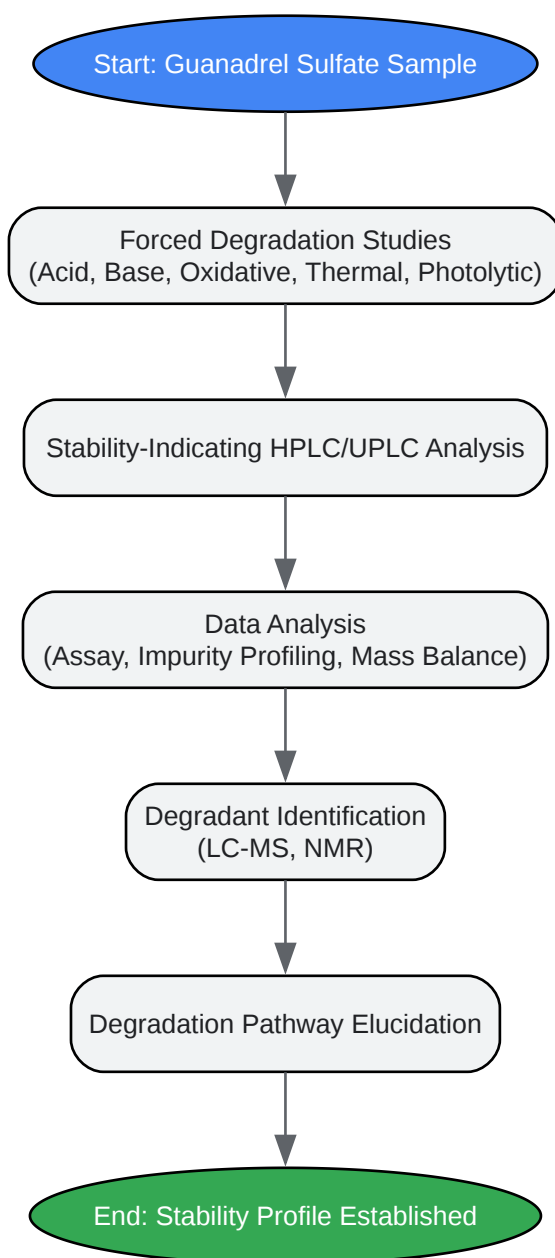 Start: Guanadrel Sulfate Sample
Forced Degradation Studies
(Acid, Base, Oxidative, Thermal, Photolytic)
Stability-Indicating HPLC/UPLC Analysis
Data Analysis
(Assay, Impurity Profiling, Mass Balance)
Degradant Identification
(LC-MS, NMR)
Degradation Pathway Elucidation
End: Stability Profile Established